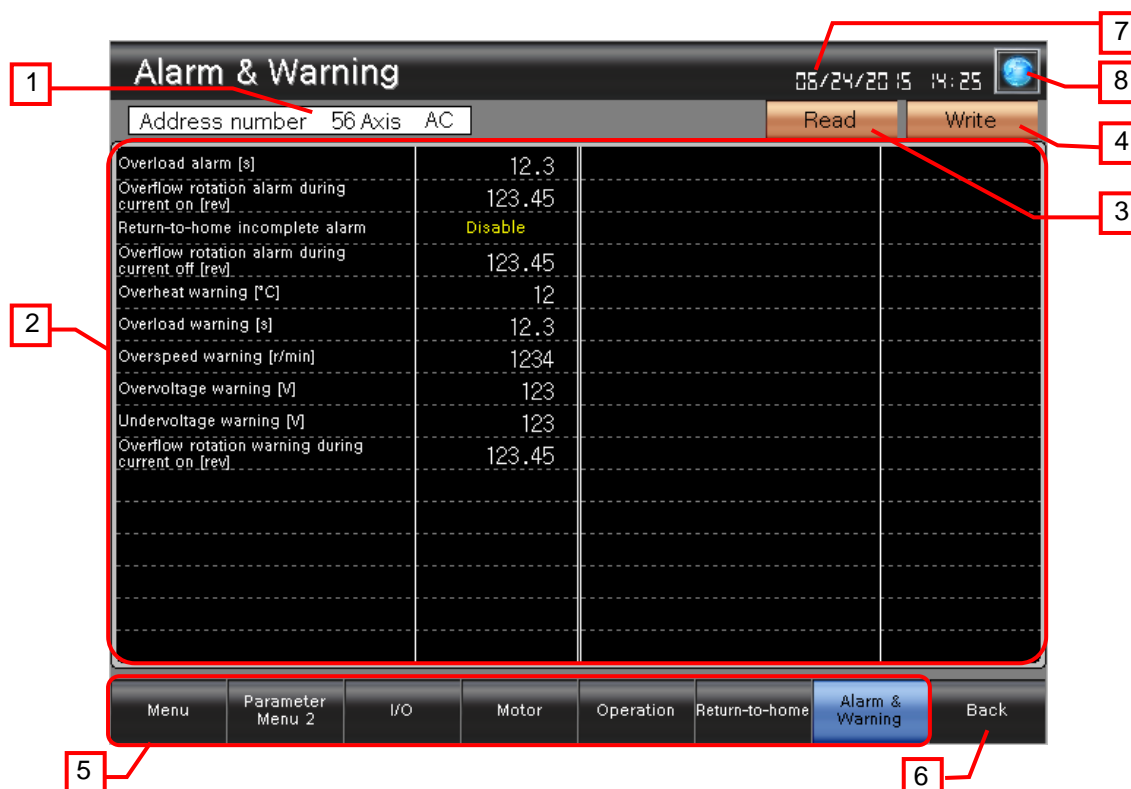 7
Alarm & Warning
06/24/2015 14:25
8
1
Address number 56 Axis AC
Read
Write
4
Overload alarm [s]
12.3
Overflow rotation alarm during
current on [rev]
123.45
3
Return-to-home incomplete alarm
Disable
Overflow rotation alarm during
current off [rev]
123.45
Overheat warning [°C]
12
2
Overload warning [s]
12.3
Overspeed warning [r/min]
1234
Overvoltage warning [V]
123
Undervoltage warning [V]
123
Overflow rotation warning during
current on [rev]
123.45
Menu
Parameter
Menu 2
I/O
Motor
Operation
Return-to-home
Alarm &
Warning
Back
5
6